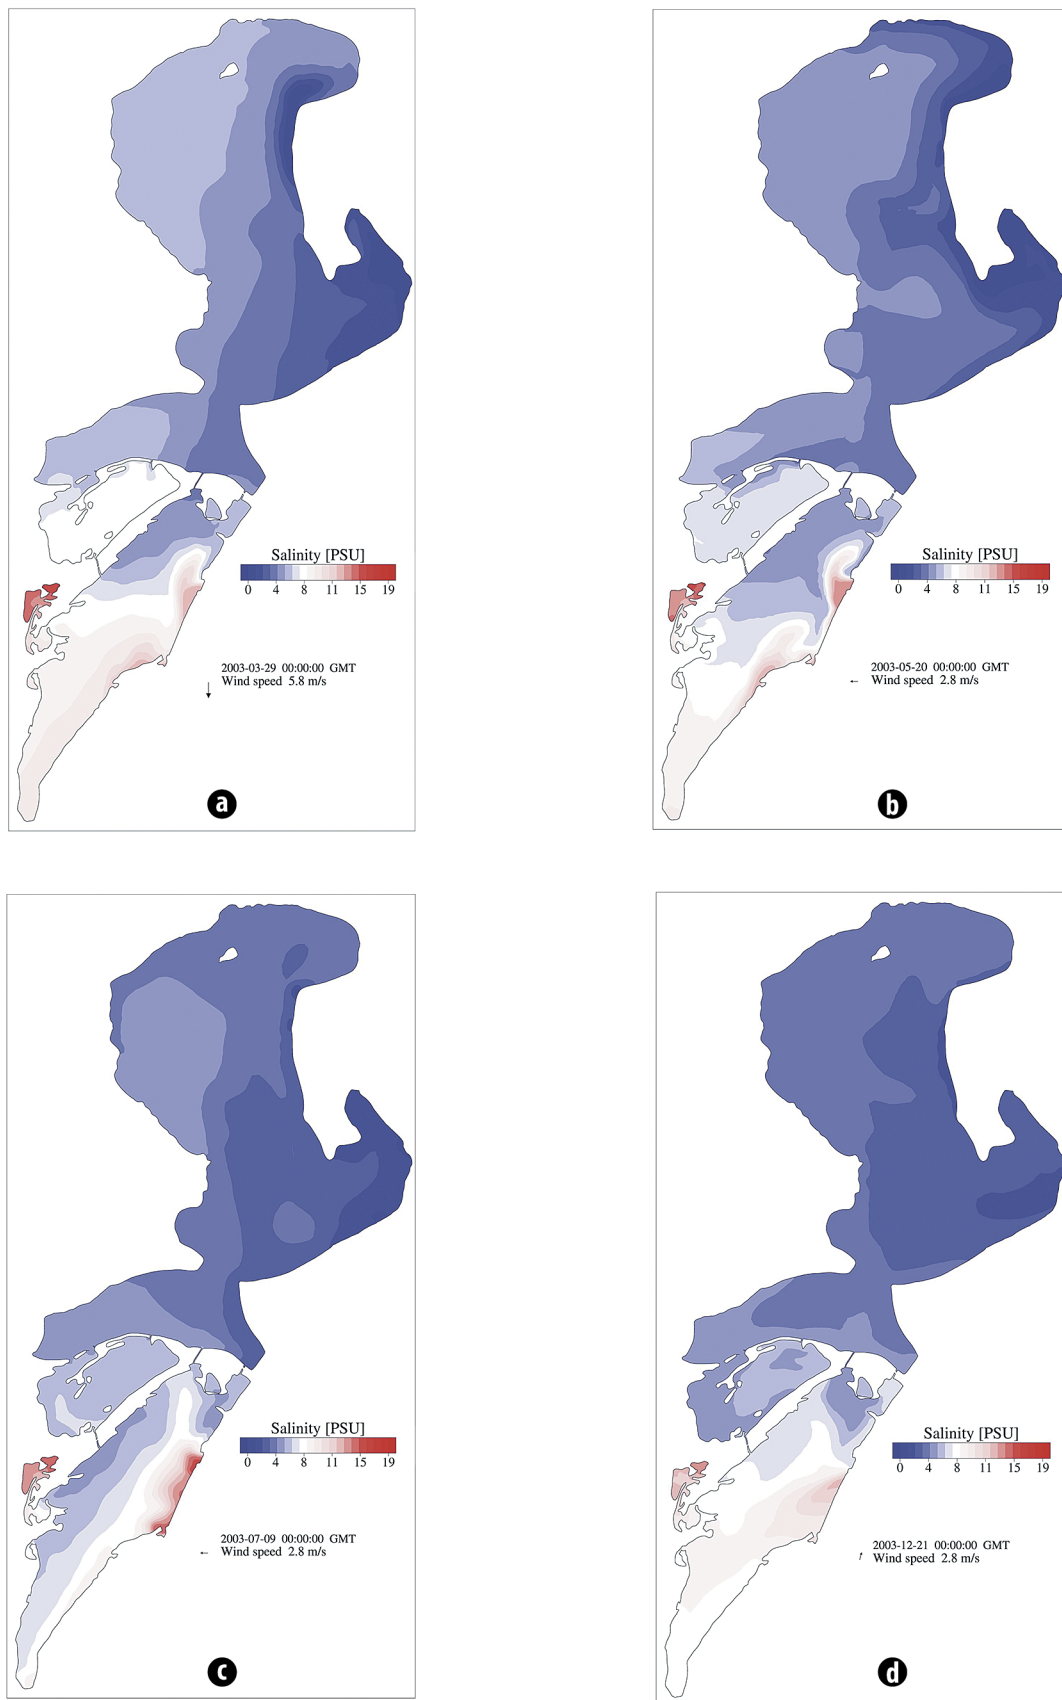 Salinity [PSU]
0 4 8 11 15 19
2003-03-29 00:00:00 GMT
Wind speed 5.8 m/s
a
Salinity [PSU]
0 4 8 11 15 19
2003-05-20 00:00:00 GMT
Wind speed 2.8 m/s
b
Salinity [PSU]
0 4 8 11 15 19
2003-07-09 00:00:00 GMT
Wind speed 2.8 m/s
c
Salinity [PSU]
0 4 8 11 15 19
2003-12-21 00:00:00 GMT
Wind speed 2.8 m/s
d